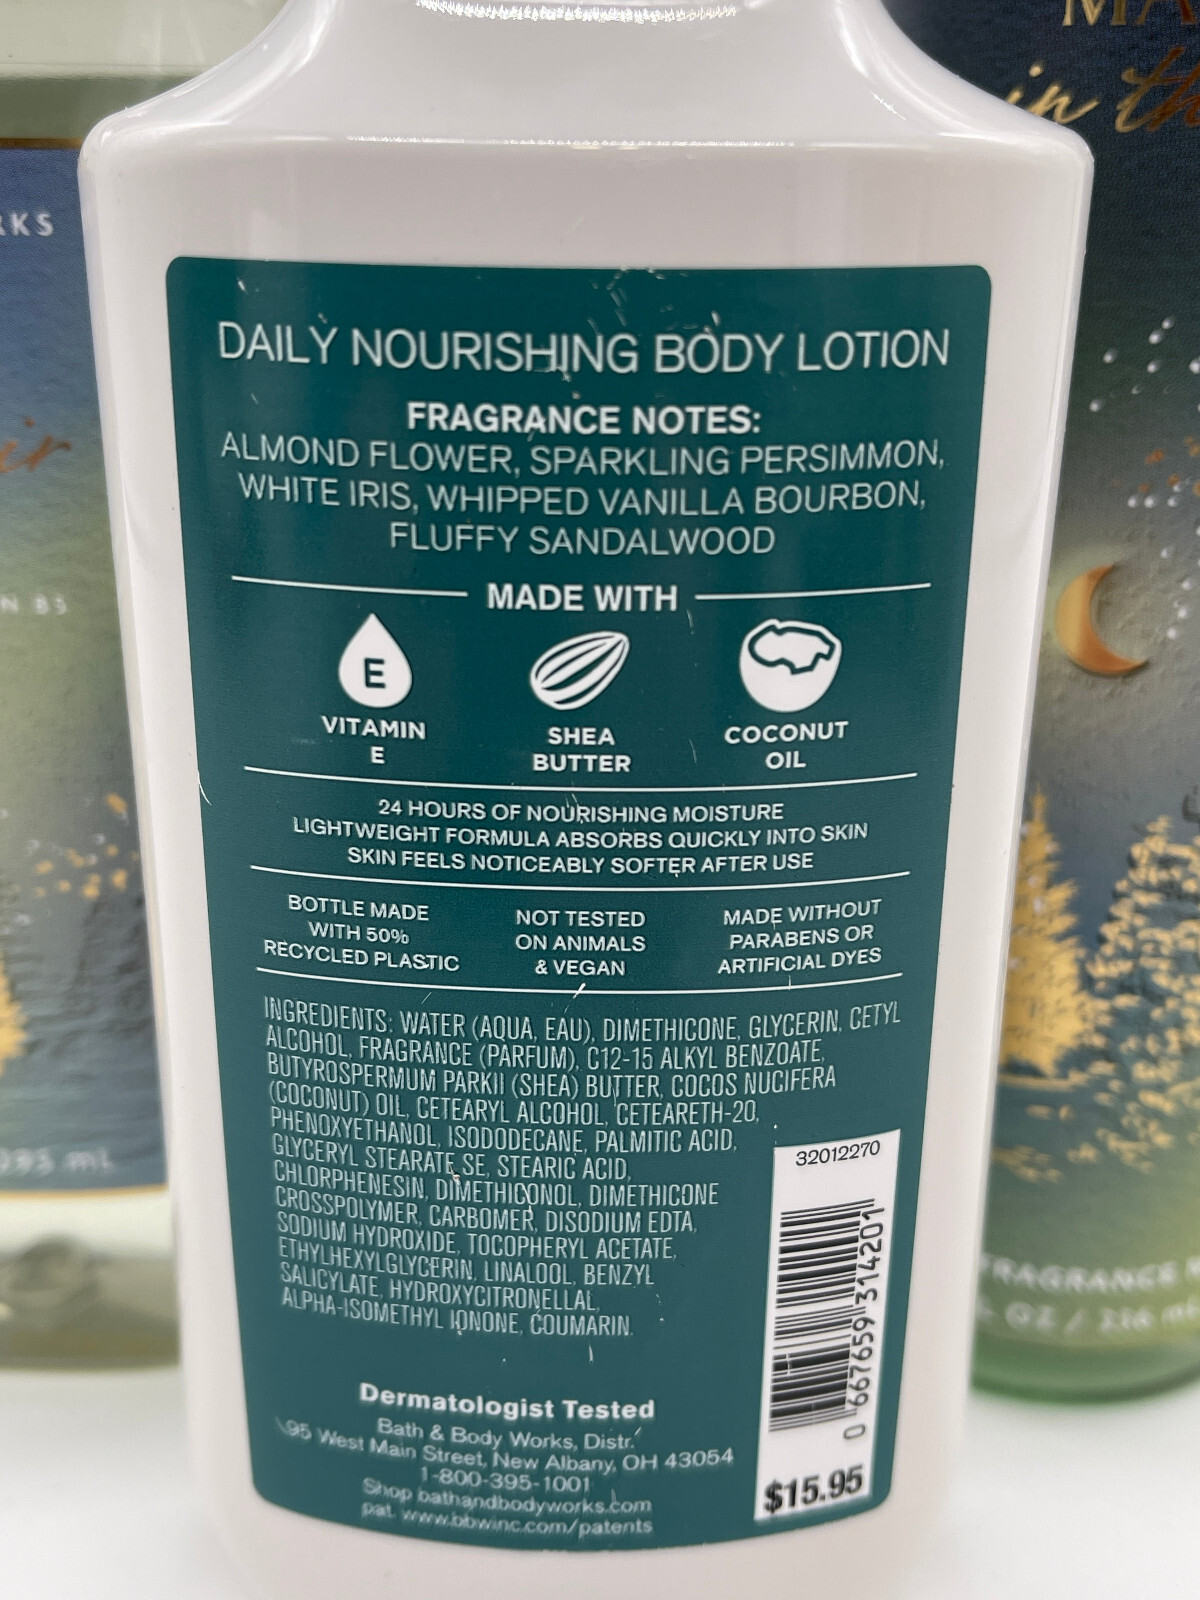 DAILY NOURISHING BODY LOTION
FRAGRANCE NOTES:
ALMOND FLOWER, SPARKLING PERSIMMON,
WHITE IRIS, WHIPPED VANILLA BOURBON,
FLUFFY SANDALWOOD
MADE WITH
E
VITAMIN
E
SHEA
BUTTER
COCONUT
OIL
24 HOURS OF NOURISHING MOISTURE
LIGHTWEIGHT FORMULA ABSORBS QUICKLY INTO SKIN
SKIN FEELS NOTICEABLY SOFTER AFTER USE
BOTTLE MADE
WITH 50%
RECYCLED PLASTIC
NOT TESTED
ON ANIMALS
& VEGAN
MADE WITHOUT
PARABENS OR
ARTIFICIAL DYES
INGREDIENTS: WATER (AQUA, EAU), DIMETHICONE, GLYCERIN, CETYL
ALCOHOL, FRAGRANCE (PARFUM), C12-15 ALKYL BENZOATE,
BUTYROSPERMUM PARKII (SHEA) BUTTER, COCOS NUCIFERA
(COCONUT) OIL, CETEARYL ALCOHOL, CETEARETH-20,
PHENOXYETHANOL, ISODODECANE, PALMITIC ACID,
GLYCERYL STEARATE SE, STEARIC ACID,
CHLORPHENESIN, DIMETHICONOL, DIMETHICONE
CROSSPOLYMER, CARBOMER, DISODIUM EDTA,
SODIUM HYDROXIDE, TOCOPHERYL ACETATE,
ETHYLHEXYLGLYCERIN, LINALOOL, BENZYL
SALICYLATE, HYDROXYCITRONELLAL,
ALPHA-ISOMETHYL IONONE, COUMARIN.
32012270
0 667659 314201
$15.95
Dermatologist Tested
Bath & Body Works, Distr.
95 West Main Street, New Albany, OH 43054
1-800-395-1001
Shop bathandbodyworks.com
pat. www.bbwinc.com/patents
in
FRAGRANCE
OZ / 236 mL